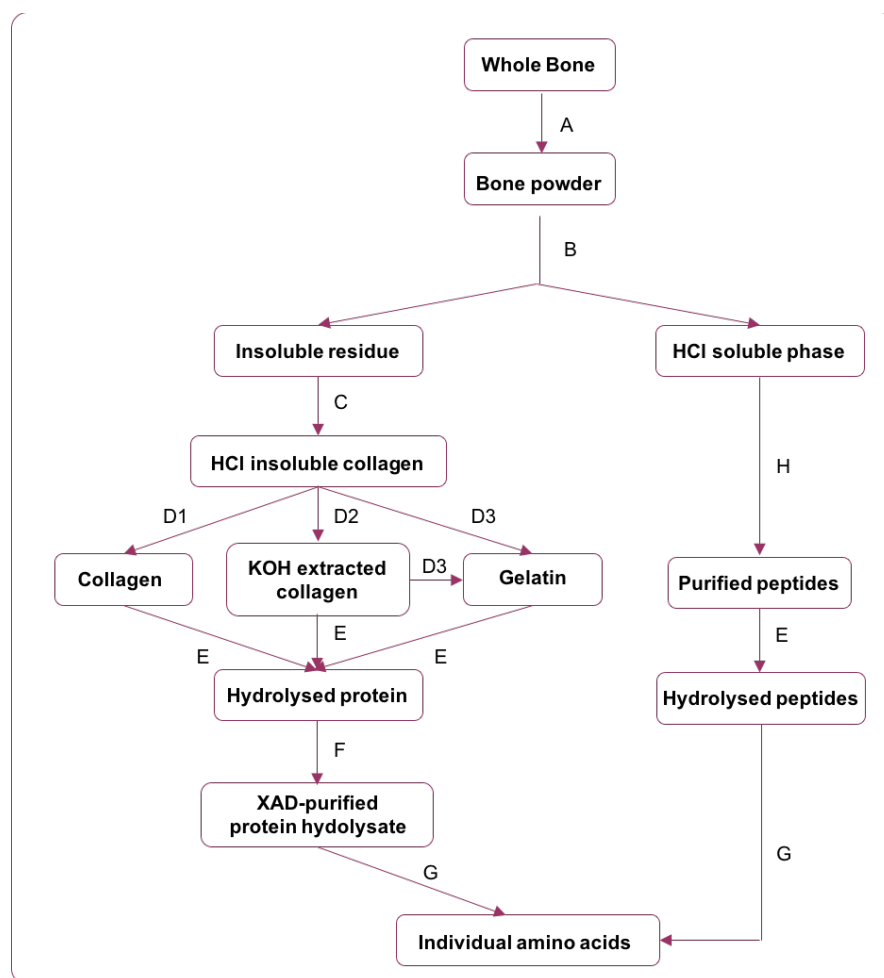 Whole Bone
A
Bone powder
B
Insoluble residue
HCl soluble phase
C
HCl insoluble collagen
H
D1
D2
D3
Collagen
KOH extracted
collagen
D3
Gelatin
Purified peptides
E
E
E
E
Hydrolysed protein
Hydrolysed peptides
F
XAD-purified
protein hydolysate
G
G
Individual amino acids